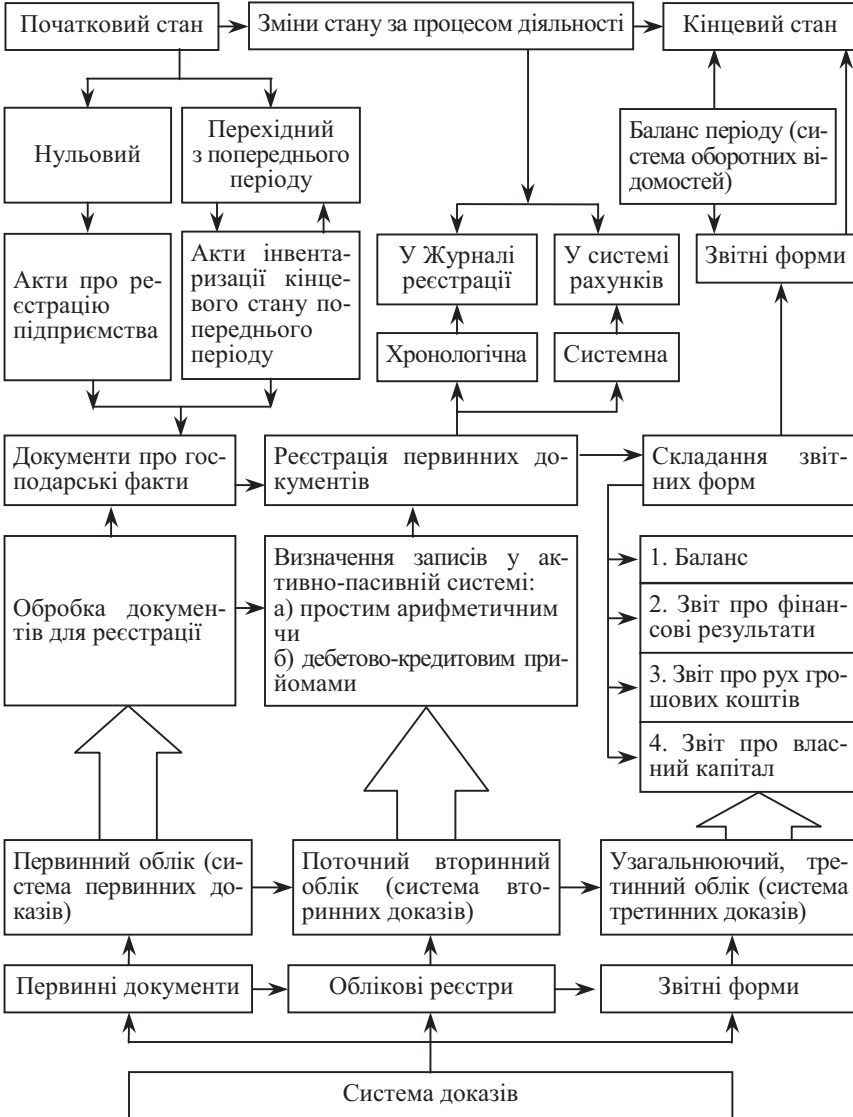 Початковий стан
Зміни стану за процесом діяльності
Кінцевий стан
Нульовий
Перехідний
з попереднього
періоду
Баланс періоду (си-
стема оборотних ві-
домостей)
Акти про ре-
єстрацію
підприємства
Акти інвента-
ризації кінце-
вого стану по-
переднього
періоду
У Журналі
реєстрації
У системі
рахунків
Звітні форми
Хронологічна
Системна
Документи про гос-
подарські факти
Реєстрація первинних до-
кументів
Складання звіт-
них форм
Обробка докумен-
тів для реєстрації
Визначення записів у ак-
тивно-пасивній системі:
а) простим арифметичним
чи
б) дебетово-кредитовим при-
йомами
1. Баланс
2. Звіт про фінан-
сові результати
3. Звіт про рух гро-
шових коштів
4. Звіт про влас-
ний капітал
Первинний облік (си-
стема первинних до-
казів)
Поточний вторинний
облік (система вто-
ринних доказів)
Узагальнюючий, тре-
тинний облік (система
третинних доказів)
Первинні документи
Облікові реєстри
Звітні форми
Система доказів